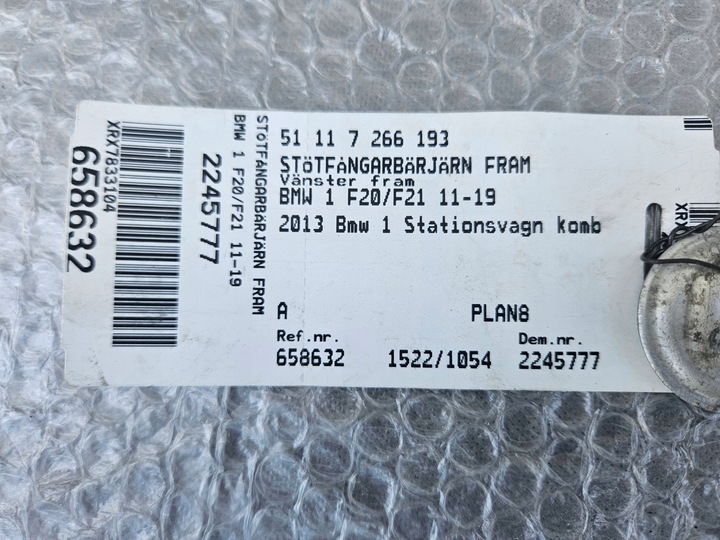 XRX7833104
658632
STÖTFÅNGARBÄRJÄRN FRAM
BMW 1 F20/F21 11-19
2245777
51 11 7 266 193
STÖTFÅNGARBÄRJÄRN FRAM
Vänster fram
BMW 1 F20/F21 11-19
2013 Bmw 1 Stationsvagn komb
A PLAN8
Ref.nr. Dem.nr.
658632 1522/1054 2245777
XRX